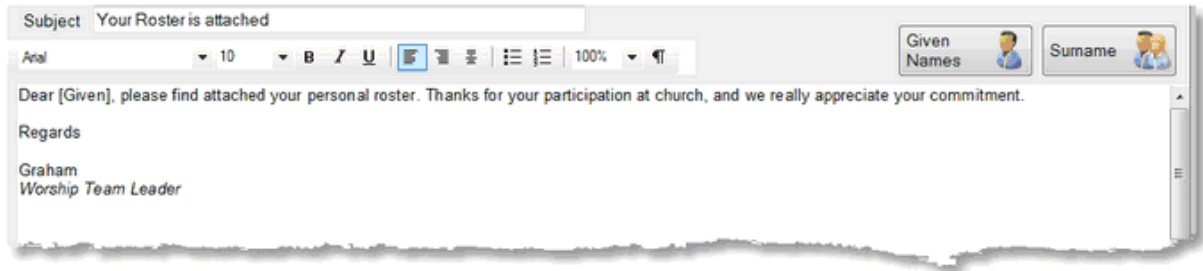 Subject Your Roster is attached
Arial 10 B I U 100% ¶
Given Names
Surname
Dear [Given], please find attached your personal roster. Thanks for your participation at church, and we really appreciate your commitment.
Regards
Graham
Worship Team Leader